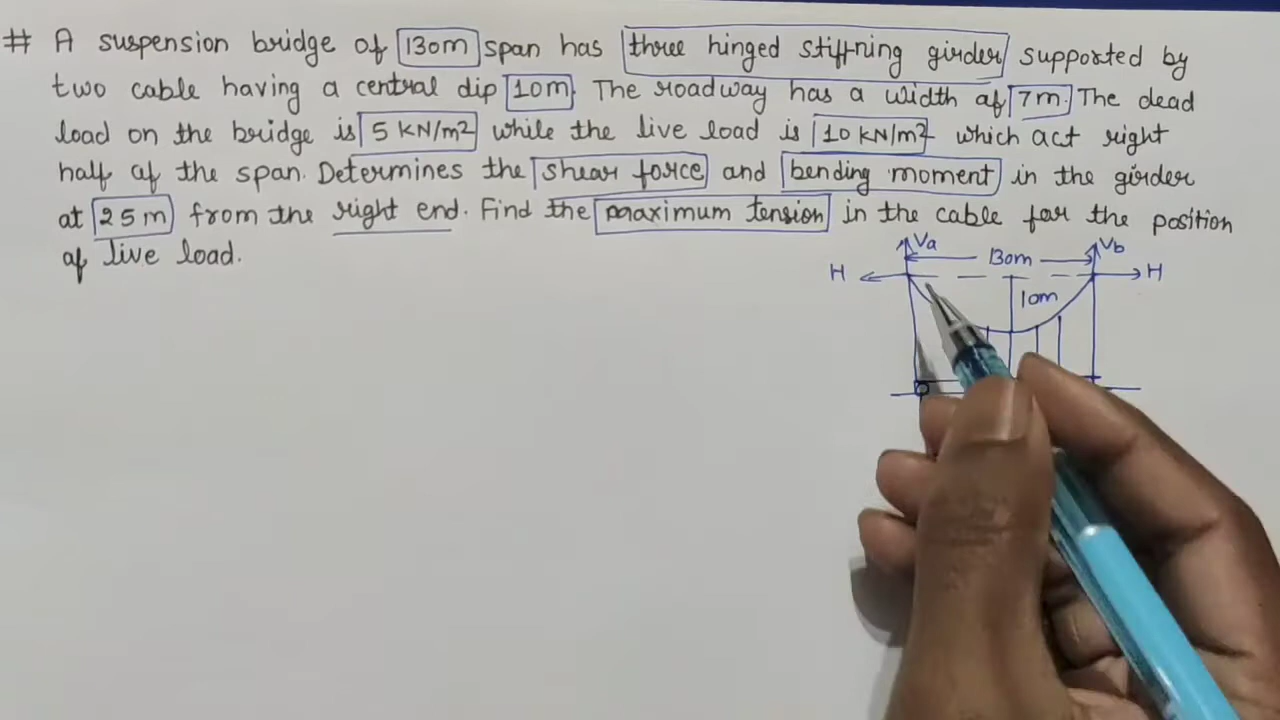 # A suspension bridge of 130m span has three hinged stiffning girder supported by
two cable having a central dip 10m. The roadway has a width of 7m. The dead
load on the bridge is 5 KN/m² while the live load is 10 KN/m² which act right
half of the span. Determines the shear force and bending moment in the girder
at 25m from the right end. Find the maximum tension in the cable for the position
of live load.
Va 130m Vb
H H
10m